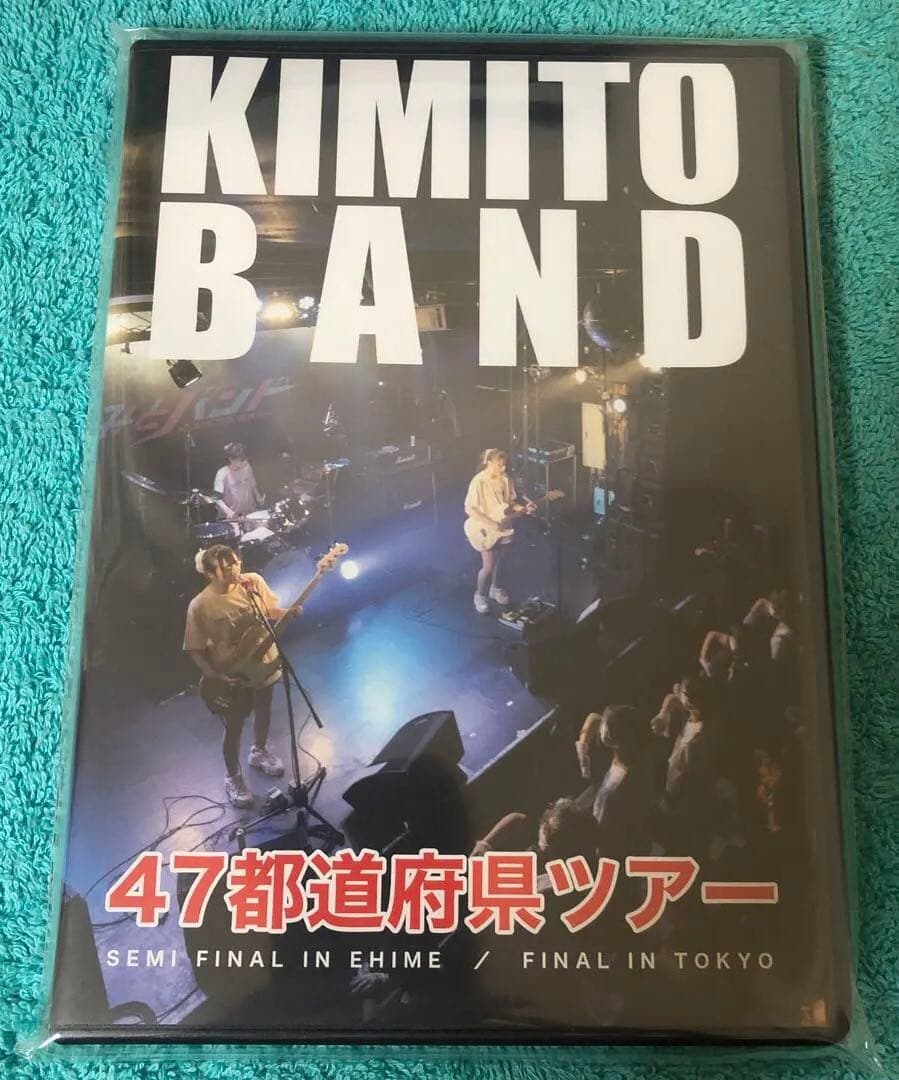 KIMITO
BAND
47都道府県ツアー
SEMI FINAL IN EHIME / FINAL IN TOKYO